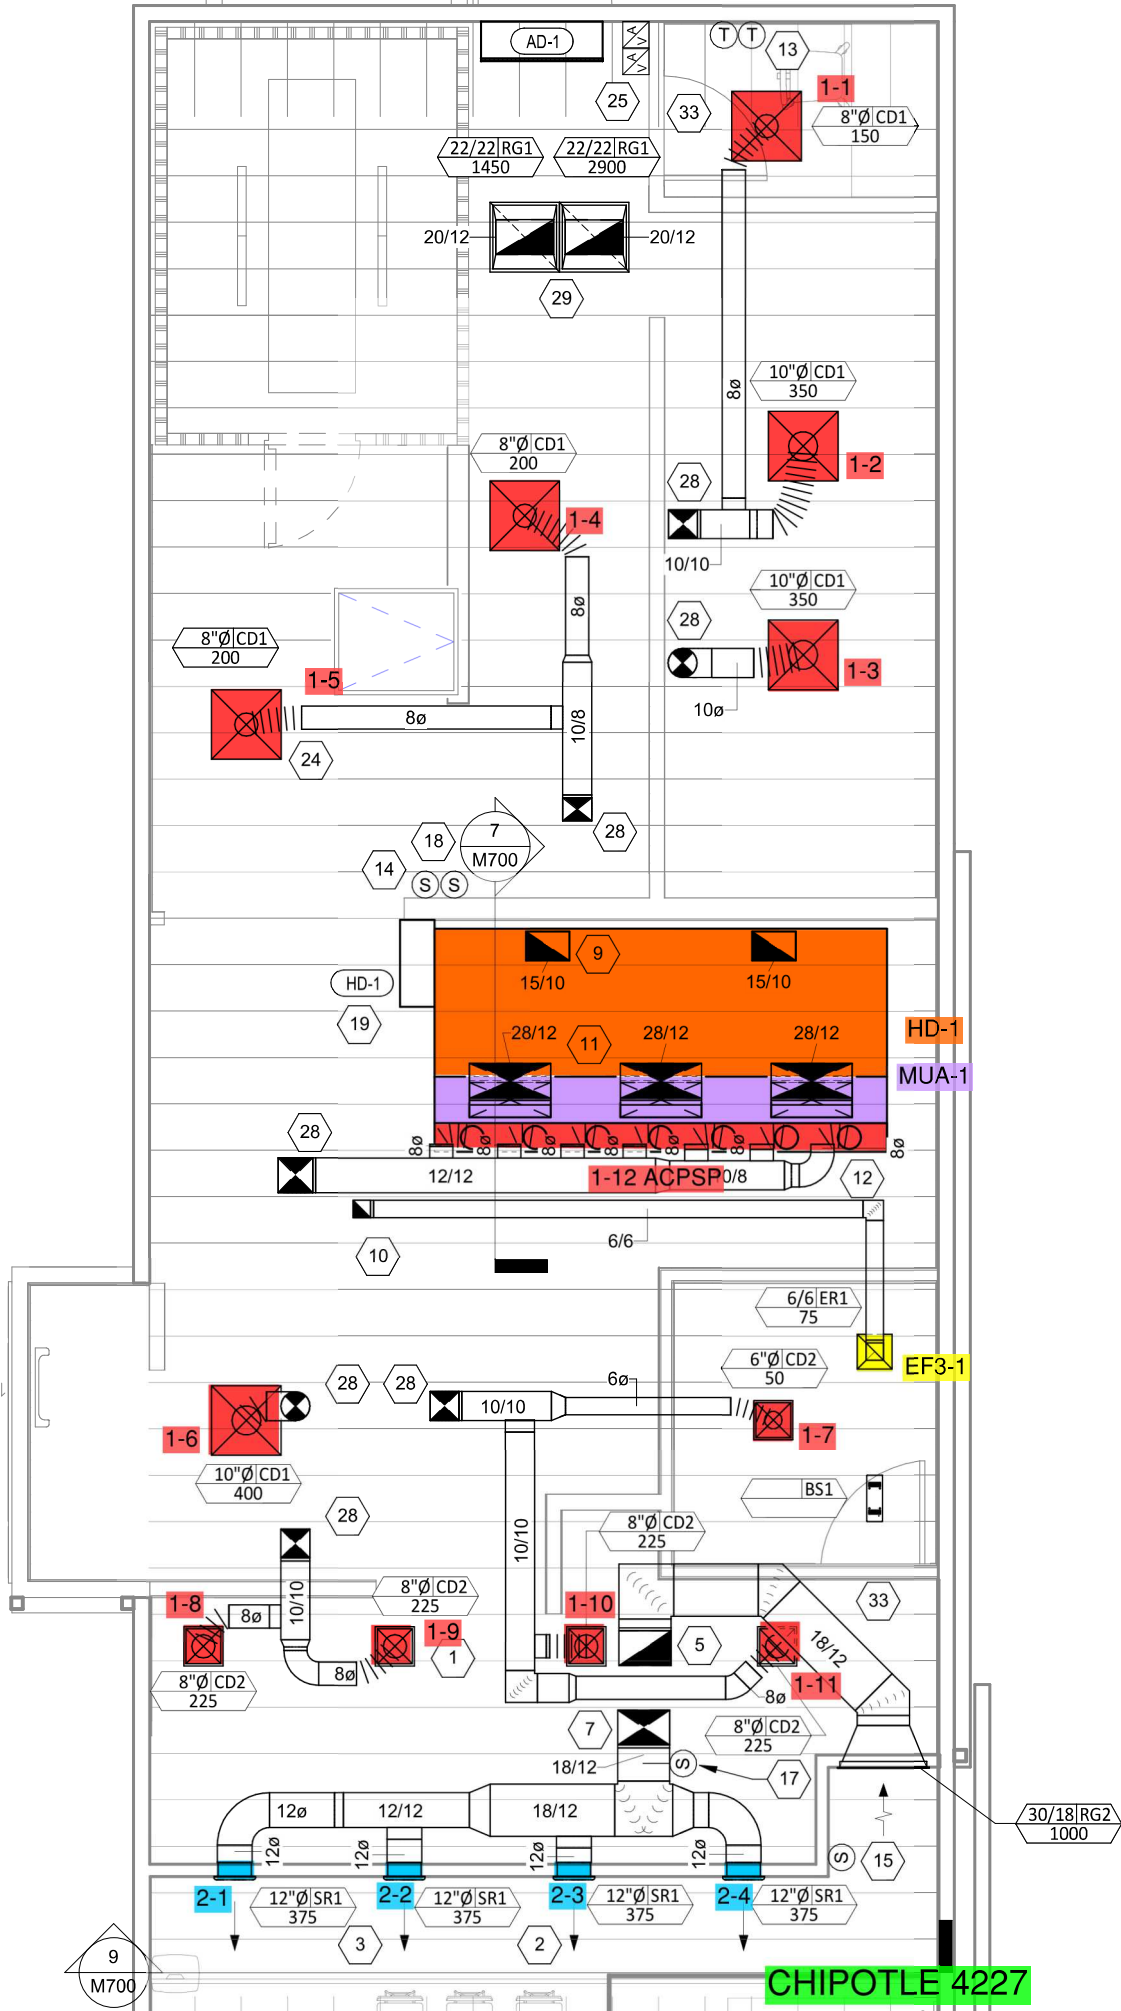 AD-1
A
V
A
V
T T
13
25
33
1-1
8"Ø CD1
150
22/22 RG1
1450
22/22 RG1
2900
20/12
20/12
29
8ø
10"Ø CD1
350
8"Ø CD1
200
1-2
28
1-4
10/10
10"Ø CD1
350
8ø
28
8"Ø CD1
200
1-5
1-3
10ø
8ø
10/8
24
28
18
7
M700
14
S S
9
15/10
15/10
HD-1
19
28/12
11
28/12
28/12
HD-1
MUA-1
28
8ø
8ø
8ø
8ø
8ø
8ø
8ø
12/12
1-12 ACPSP
0/8
12
6/6
10
6/6 ER1
75
EF3-1
6"Ø CD2
50
28
28
6ø
10/10
1-6
1-7
10"Ø CD1
400
BS1
28
8"Ø CD2
225
10/10
8"Ø CD2
225
1-8
8ø
10/10
1-9
1-10
33
18/12
5
1
8ø
1-11
8"Ø CD2
225
8ø
7
8"Ø CD2
225
18/12
S
17
12ø
12/12
18/12
30/18 RG2
1000
12ø
12ø
12ø
12ø
S
15
2-1
12"Ø SR1
375
2-2
12"Ø SR1
375
2-3
12"Ø SR1
375
2-4
12"Ø SR1
375
3
2
9
M700
CHIPOTLE 4227